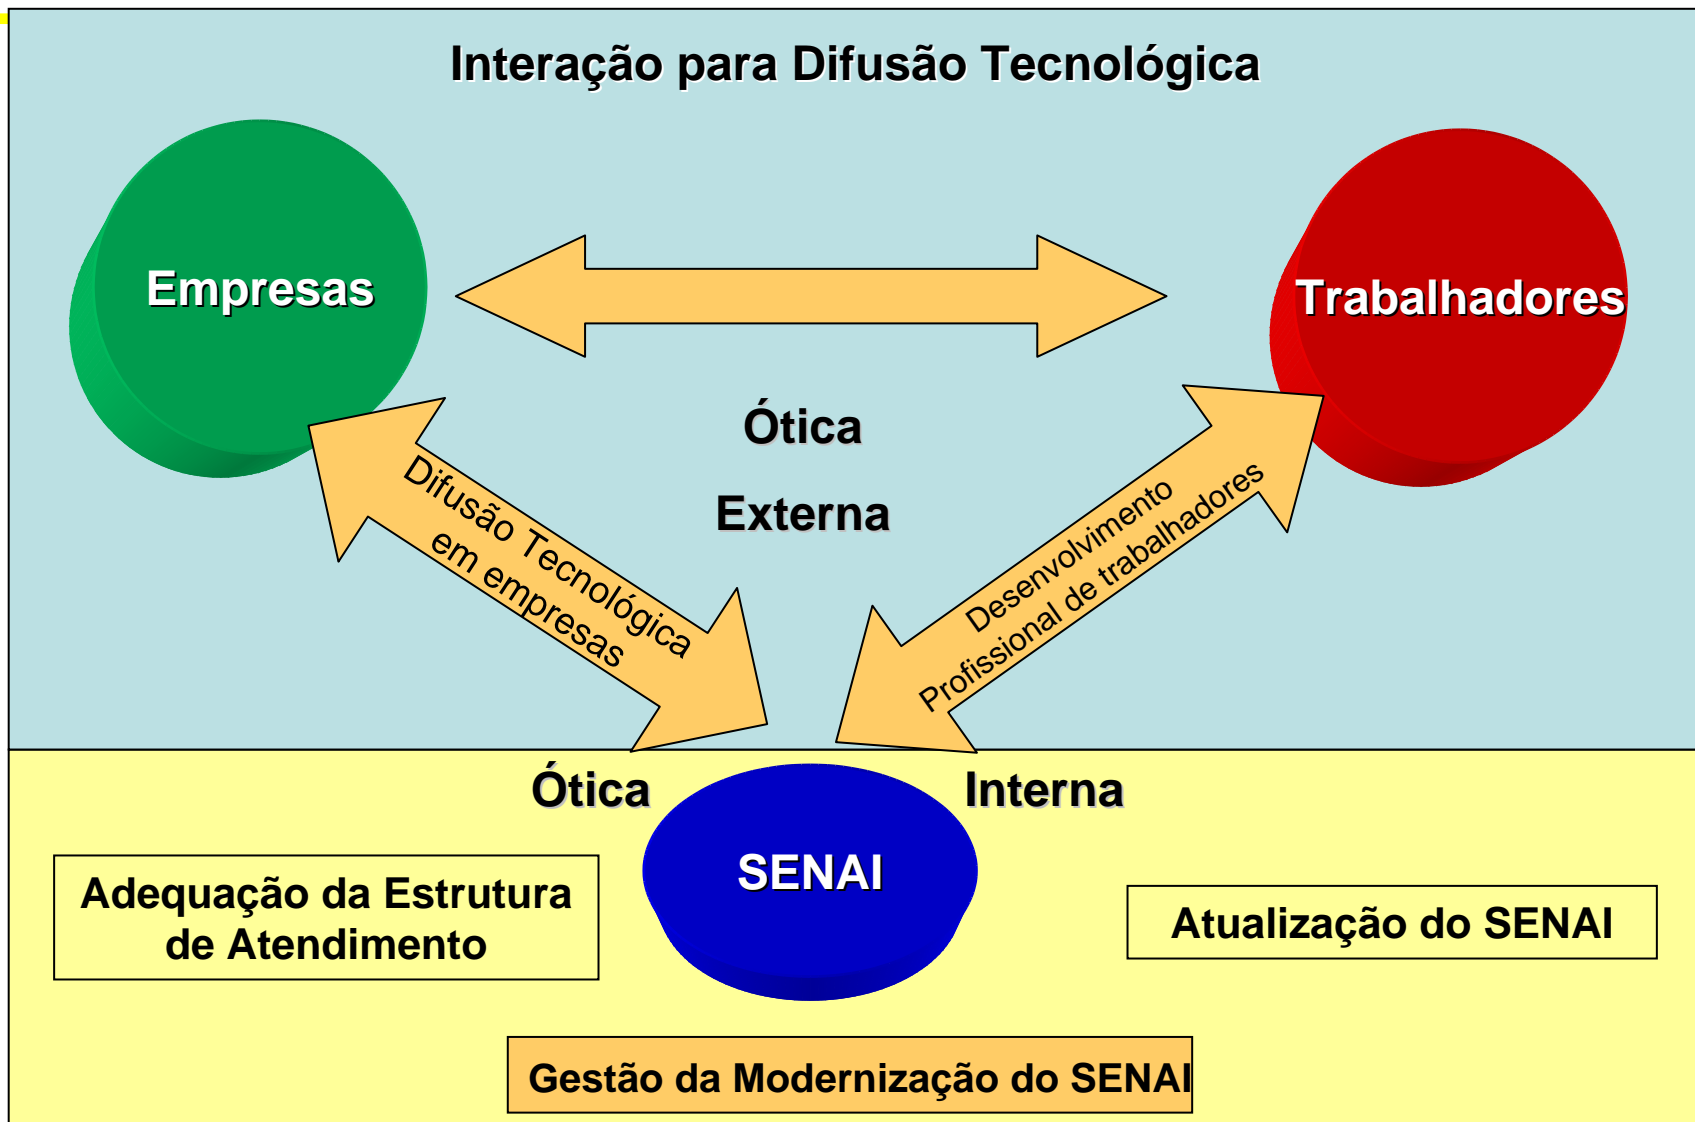 Interação para Difusão Tecnológica
Empresas
Trabalhadores
Ótica
Externa
Difusão Tecnológica
em empresas
Desenvolvimento
Profissional de trabalhadores
Ótica
Interna
SENAI
Adequação da Estrutura
de Atendimento
Atualização do SENAI
Gestão da Modernização do SENAI